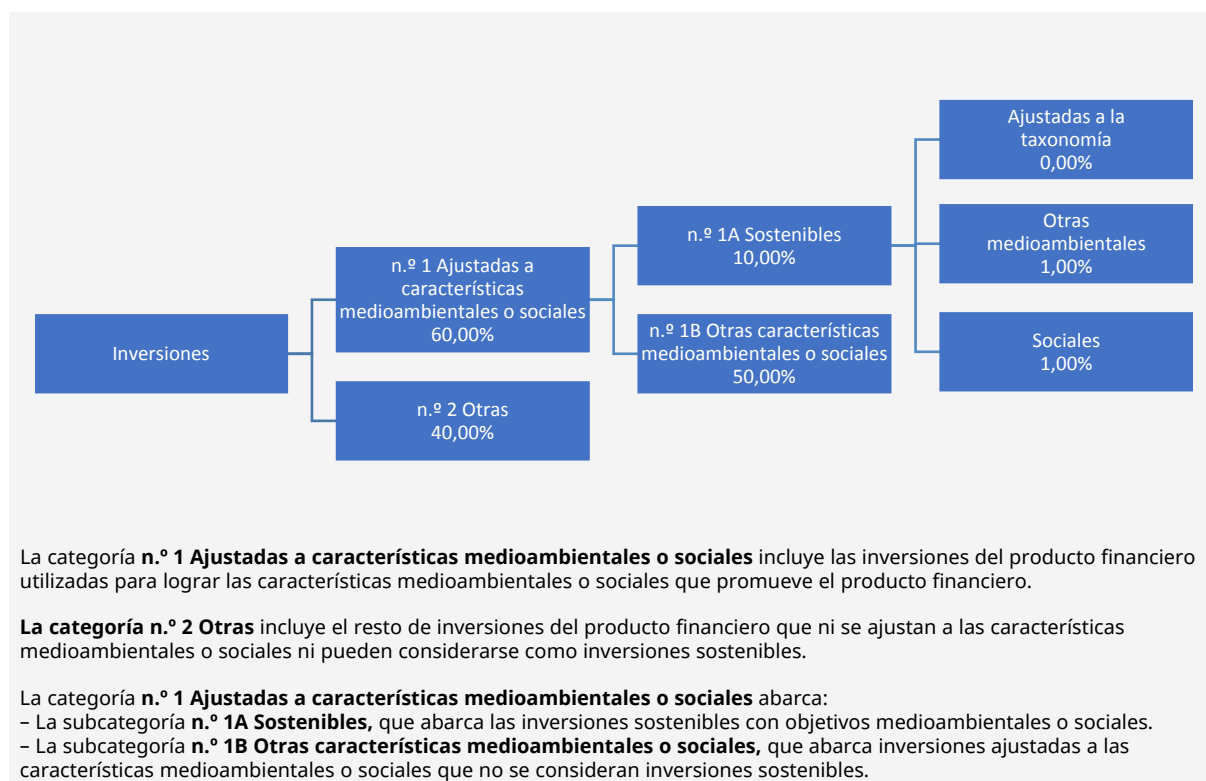 Inversiones
n.º 1 Ajustadas a
características
medioambientales o sociales
60,00%
n.º 2 Otras
40,00%
n.º 1A Sostenibles
10,00%
n.º 1B Otras características
medioambientales o sociales
50,00%
Ajustadas a la
taxonomía
0,00%
Otras
medioambientales
1,00%
Sociales
1,00%
La categoría n.º 1 Ajustadas a características medioambientales o sociales incluye las inversiones del producto financiero
utilizadas para lograr las características medioambientales o sociales que promueve el producto financiero.
La categoría n.º 2 Otras incluye el resto de inversiones del producto financiero que ni se ajustan a las características
medioambientales o sociales ni pueden considerarse como inversiones sostenibles.
La categoría n.º 1 Ajustadas a características medioambientales o sociales abarca:
– La subcategoría n.º 1A Sostenibles, que abarca las inversiones sostenibles con objetivos medioambientales o sociales.
– La subcategoría n.º 1B Otras características medioambientales o sociales, que abarca inversiones ajustadas a las
características medioambientales o sociales que no se consideran inversiones sostenibles.